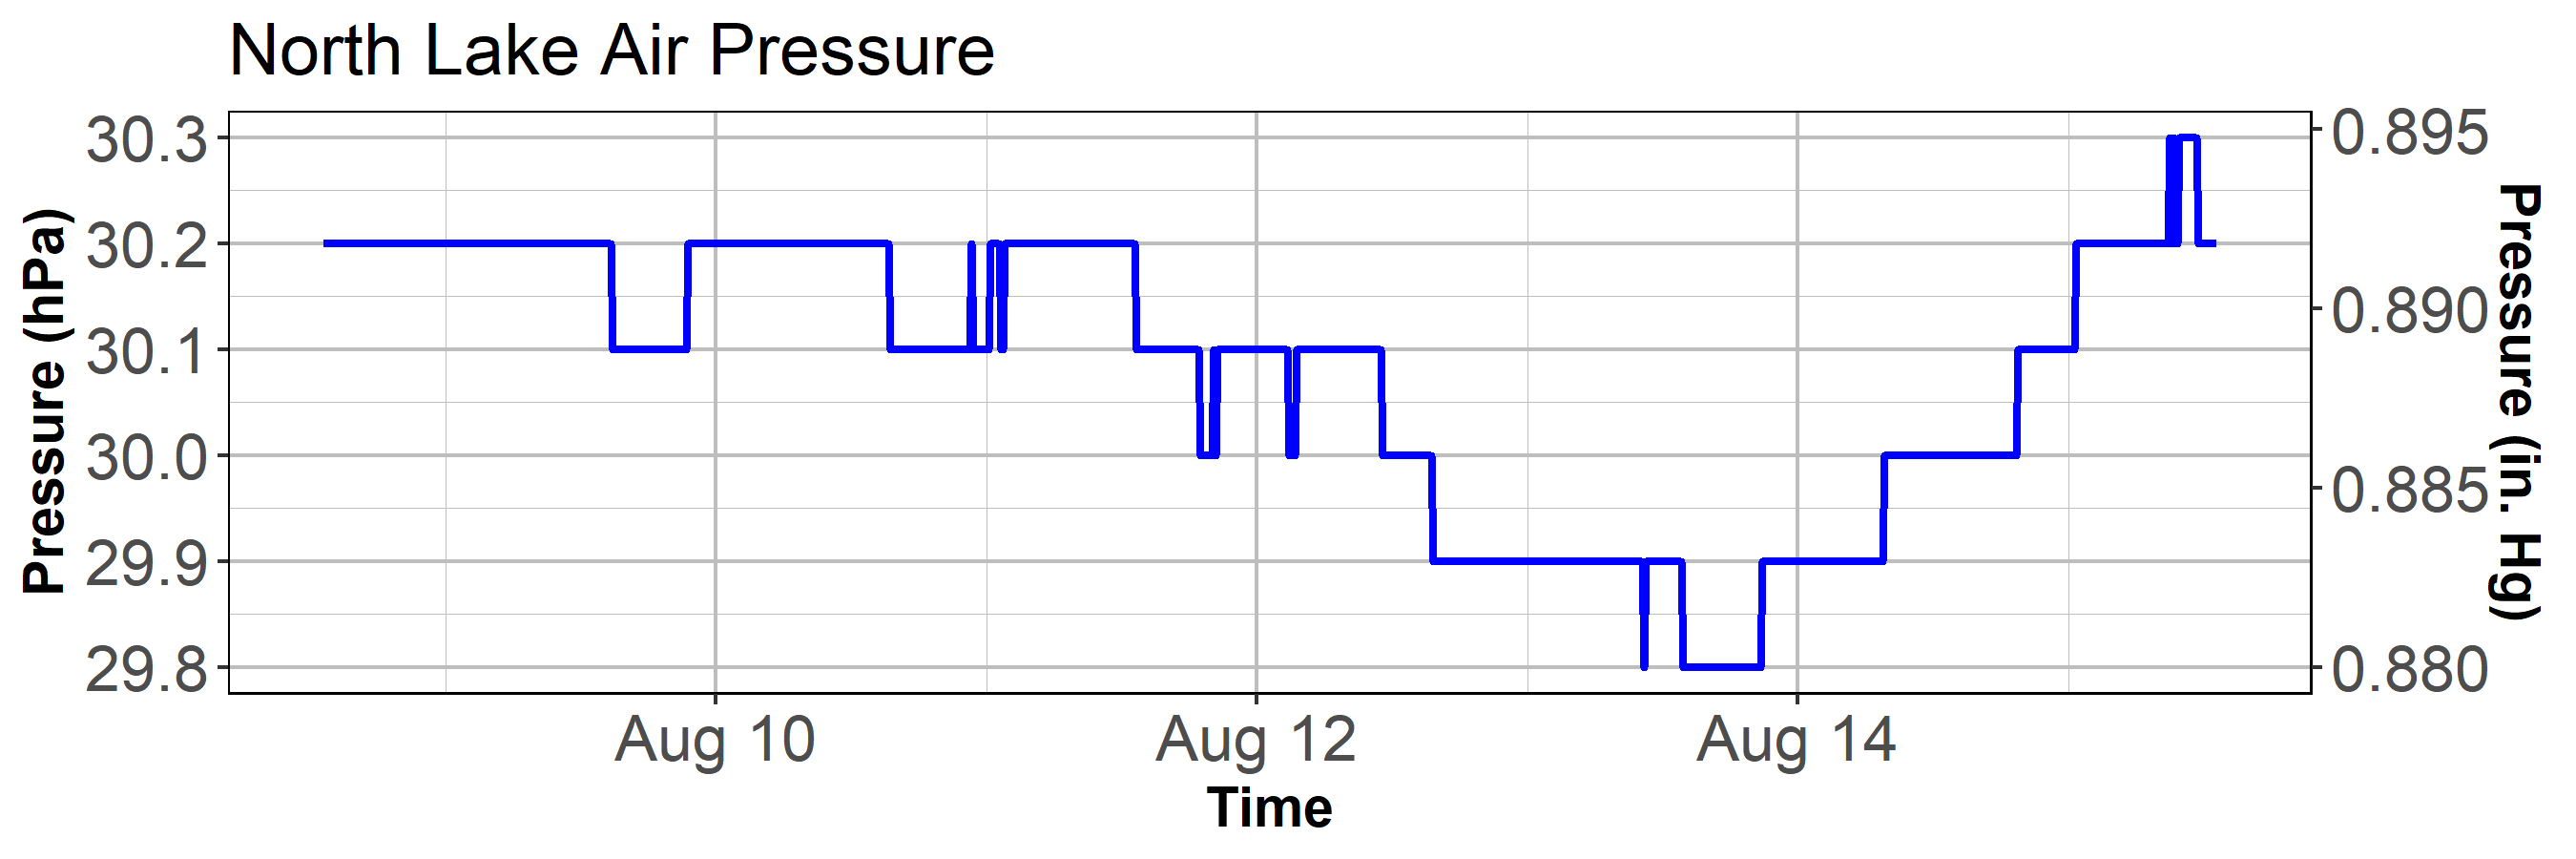 North Lake Air Pressure
Pressure (hPa)
30.3
30.2
30.1
30.0
29.9
29.8
0.895
0.890
0.885
0.880
Pressure (in. Hg)
Aug 10 Aug 12 Aug 14
Time